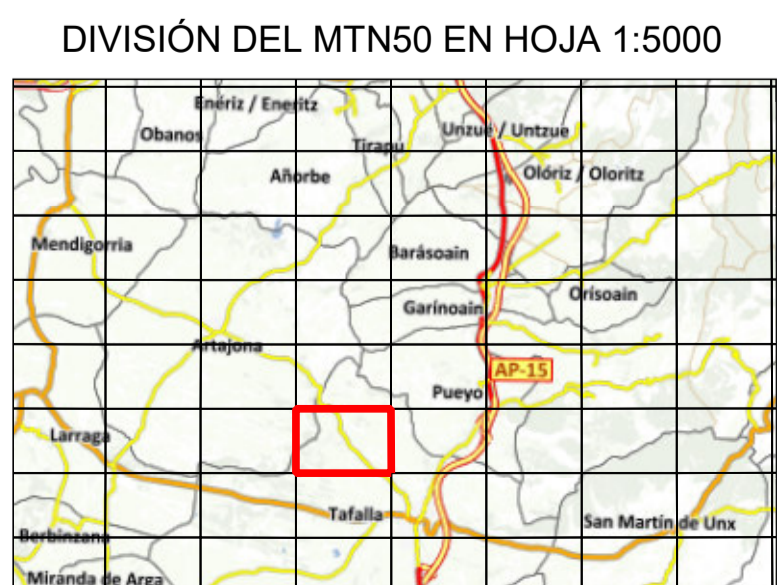 DIVISIÓN DEL MTN50 EN HOJA 1:5000
Enériz / Eneritz
Obanos
Unzué / Untzue
Tirapu
Añorbe
Olóriz / Oloritz
Mendigorria
Barásoain
Orísoain
Garínoain
Artajona
AP-15
Pueyo
Larraga
Tafalla
San Martín de Unx
Berbinzana
Miranda de Arga